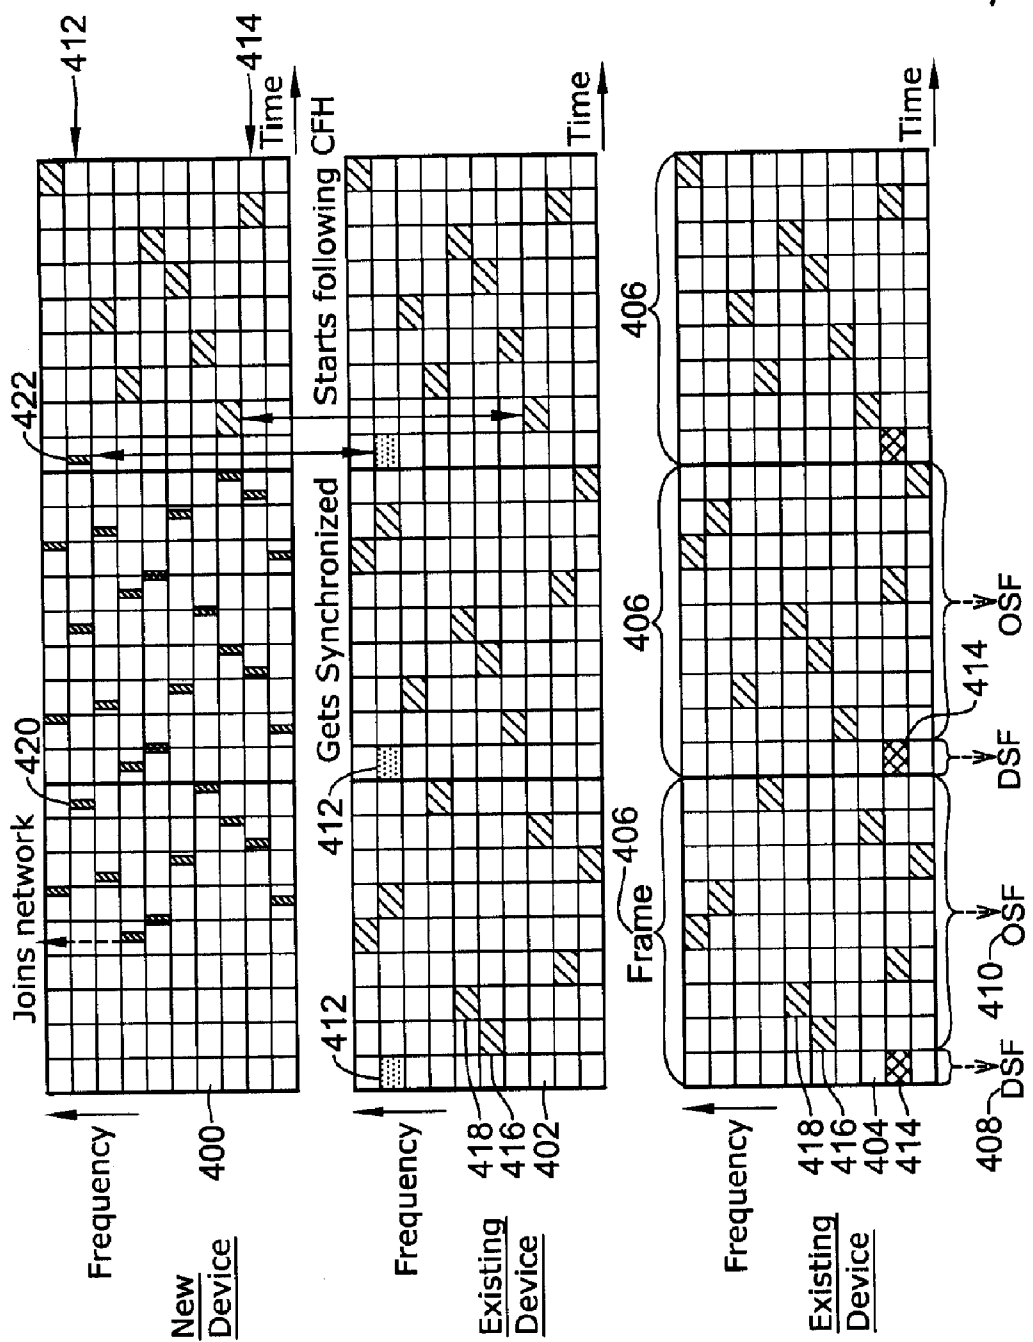 Joins network
420
422
412
414
Time
Frequency
400
New
Device
412
412
Gets Synchronized
Starts following CFH
Time
Frequency
418
416
402
Existing
Device
Frame
406
406
406
Time
Frequency
418
416
404
414
Existing
Device
408
DSF
410
OSF
DSF
414
OSF